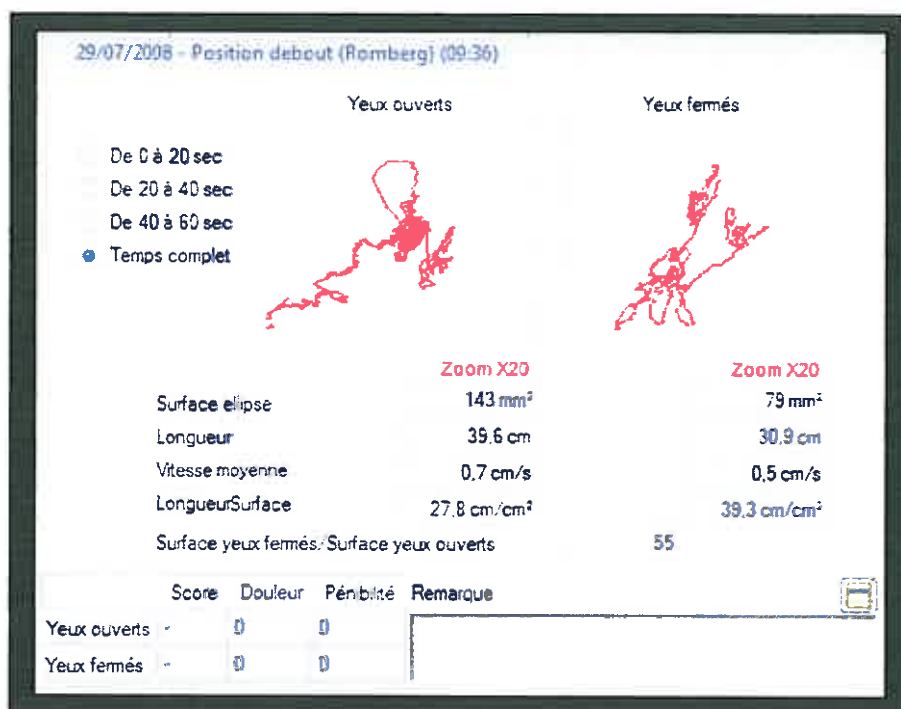 29/07/2008 - Position debout (Romberg) (09:36)
Yeux ouverts Yeux fermés
De 0 à 20 sec
De 20 à 40 sec
De 40 à 60 sec
Temps complet
Zoom X20 Zoom X20
Surface ellipse 143 mm² 79 mm²
Longueur 39,6 cm 30,9 cm
Vitesse moyenne 0,7 cm/s 0,5 cm/s
LongueurSurface 27,8 cm/cm² 39,3 cm/cm²
Surface yeux fermés/Surface yeux ouverts 55
Score Douleur Pénibilité Remarque
Yeux ouverts - 0 0
Yeux fermés - 0 0